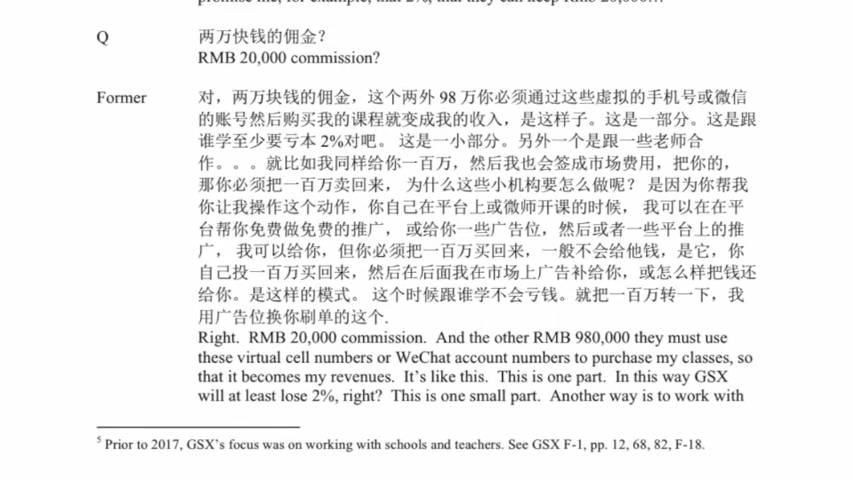 promise me, for example, that 2%, that they can keep Rmb 20,000…
Q 两万快钱的佣金？
RMB 20,000 commission?
Former 对，两万块钱的佣金，这个两外 98 万你必须通过这些虚拟的手机号或微信
的账号然后购买我的课程就变成我的收入，是这样子。这是一部分。这是跟
谁学至少要亏本 2%对吧。 这是一小部分。另外一个是跟一些老师合
作。。。就比如我同样给你一百万，然后我也会签成市场费用，把你的，
那你必须把一百万卖回来， 为什么这些小机构要怎么做呢？ 是因为你帮我
你让我操作这个动作，你自己在平台上或微师开课的时候， 我可以在在平
台帮你免费做免费的推广， 或给你一些广告位，然后或者一些平台上的推
广， 我可以给你，但你必须把一百万买回来，一般不会给他钱，是它，你
自己投一百万买回来，然后在后面我在市场上广告补给你，或怎么样把钱还
给你。是这样的模式。 这个时候跟谁学不会亏钱。就把一百万转一下，我
用广告位换你刷单的这个.
Right. RMB 20,000 commission. And the other RMB 980,000 they must use
these virtual cell numbers or WeChat account numbers to purchase my classes, so
that it becomes my revenues. It's like this. This is one part. In this way GSX
will at least lose 2%, right? This is one small part. Another way is to work with
5 Prior to 2017, GSX's focus was on working with schools and teachers. See GSX F-1, pp. 12, 68, 82, F-18.